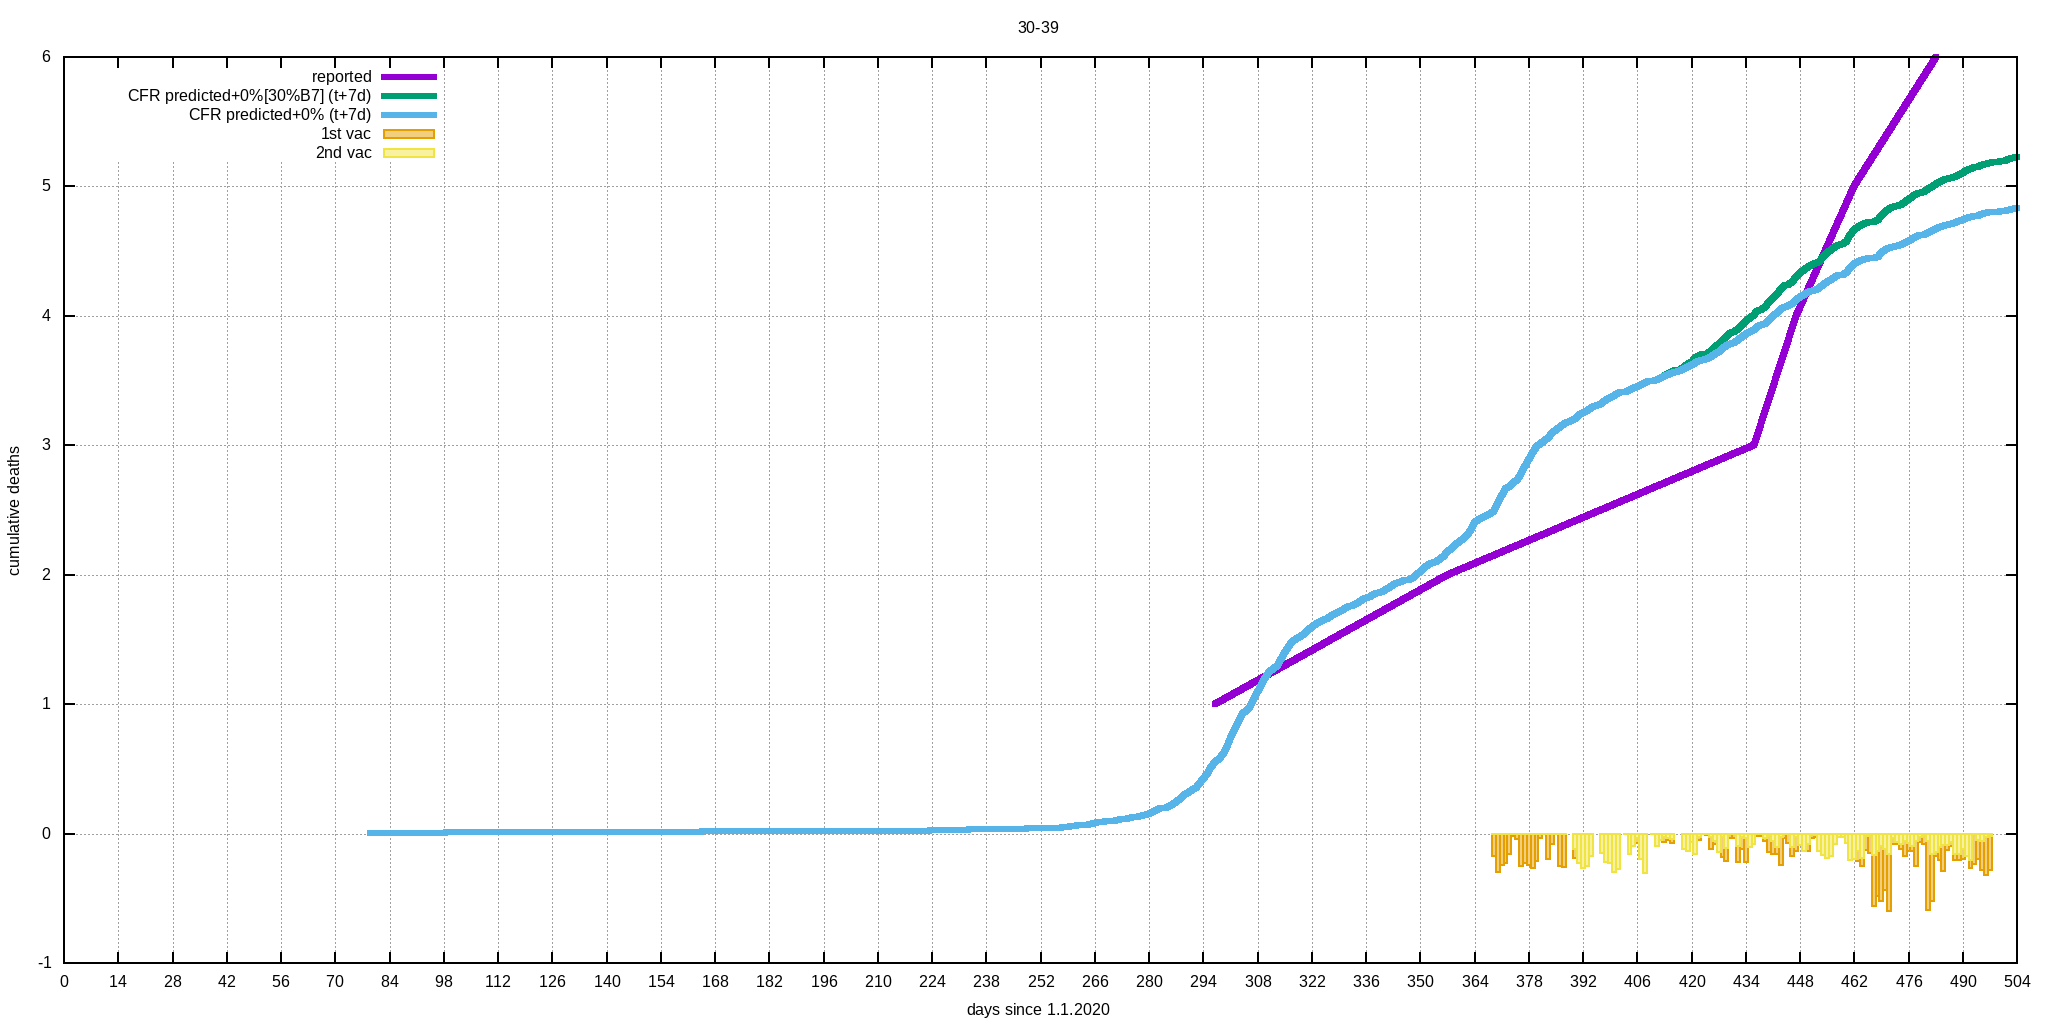 30-39
6
5
4
3
2
1
0
-1
cumulative deaths
reported
CFR predicted+0%[30%B7] (t+7d)
CFR predicted+0% (t+7d)
1st vac
2nd vac
0 14 28 42 56 70 84 98 112 126 140 154 168 182 196 210 224 238 252 266 280 294 308 322 336 350 364 378 392 406 420 434 448 462 476 490 504
days since 1.1.2020